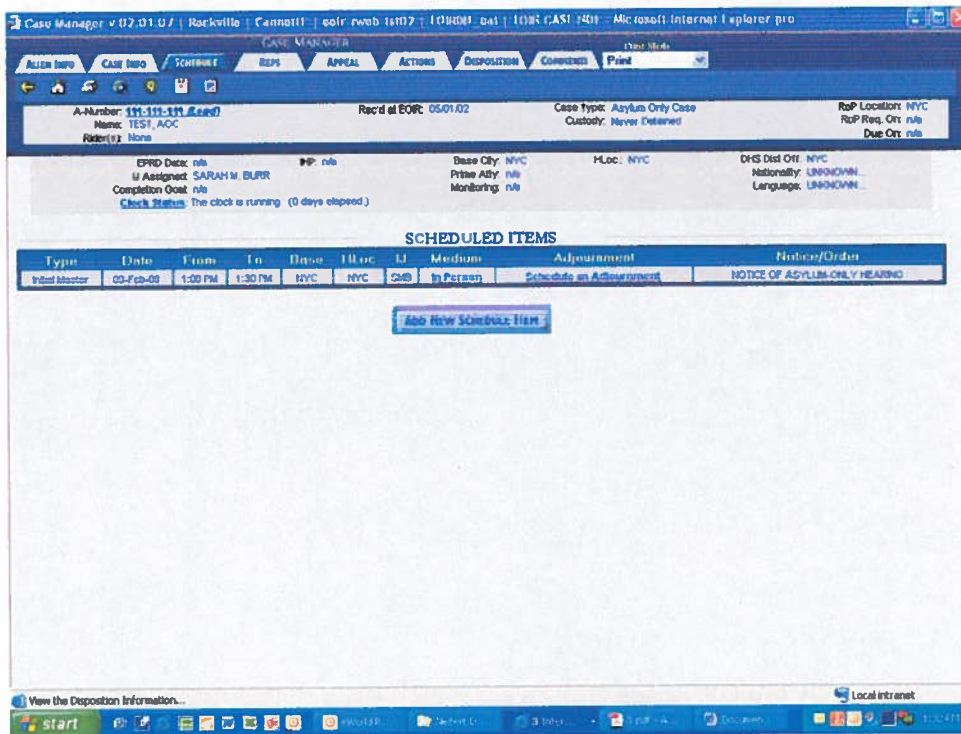 Case Manager v 02.01.07 | Rockville | Microsoft Internet Explorer pro
CASE MANAGER
ALIEN INFO CASE INFO SCHEDULE REPS APPEAL ACTIONS DISPOSITION COMMENTS Print
A-Number: 111-111-111 (Lead) Rec'd at EOIR: 05/01/02 Case Type: Asylum Only Case RoP Location: NYC
Name: TEST, AOC Custody: Never Detained RoP Req. On: n/a
Rider(s): None Due On: n/a
EPRD Date: n/a IHP: n/a Base City: NYC HLoc.: NYC DHS Dist Off: NYC
IJ Assigned: SARAH M. BURR Prime Atty: n/a Nationality: UNKNOWN...
Completion Goal: n/a Monitoring: n/a Language: UNKNOWN...
Clock Status: The clock is running. (0 days elapsed.)
SCHEDULED ITEMS
Type Date From To Base HLoc IJ Medium Adjournment Notice/Order
Initial Master 1:00 PM 1:30 PM NYC NYC SMB In Person Schedule an Adjournment NOTICE OF ASYLUM-ONLY HEARING
ADD NEW SCHEDULE ITEM
View the Disposition Information... Local intranet
start